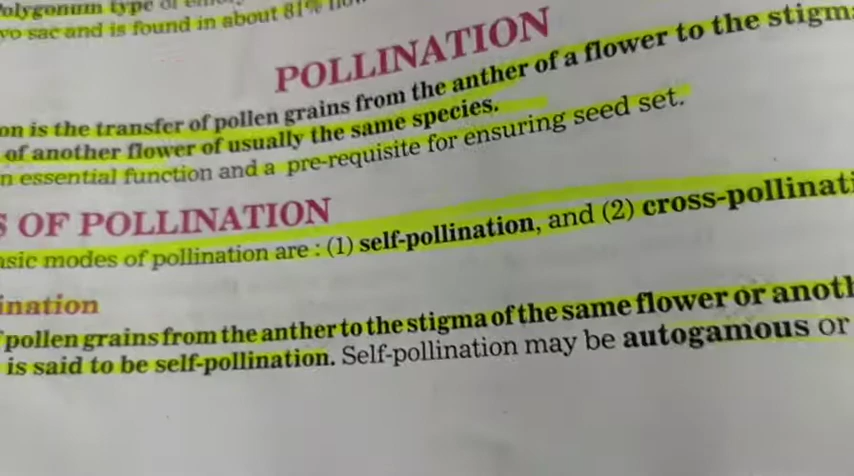 Polygonum type of
vo sac and is found in about 81%
POLLINATION
on is the transfer of pollen grains from the anther of a flower to the stigm
of another flower of usually the same species.
n essential function and a pre-requisite for ensuring seed set.
S OF POLLINATION
asic modes of pollination are : (1) self-pollination, and (2) cross-pollinati
ination
pollen grains from the anther to the stigma of the same flower or anoth
is said to be self-pollination. Self-pollination may be autogamous or